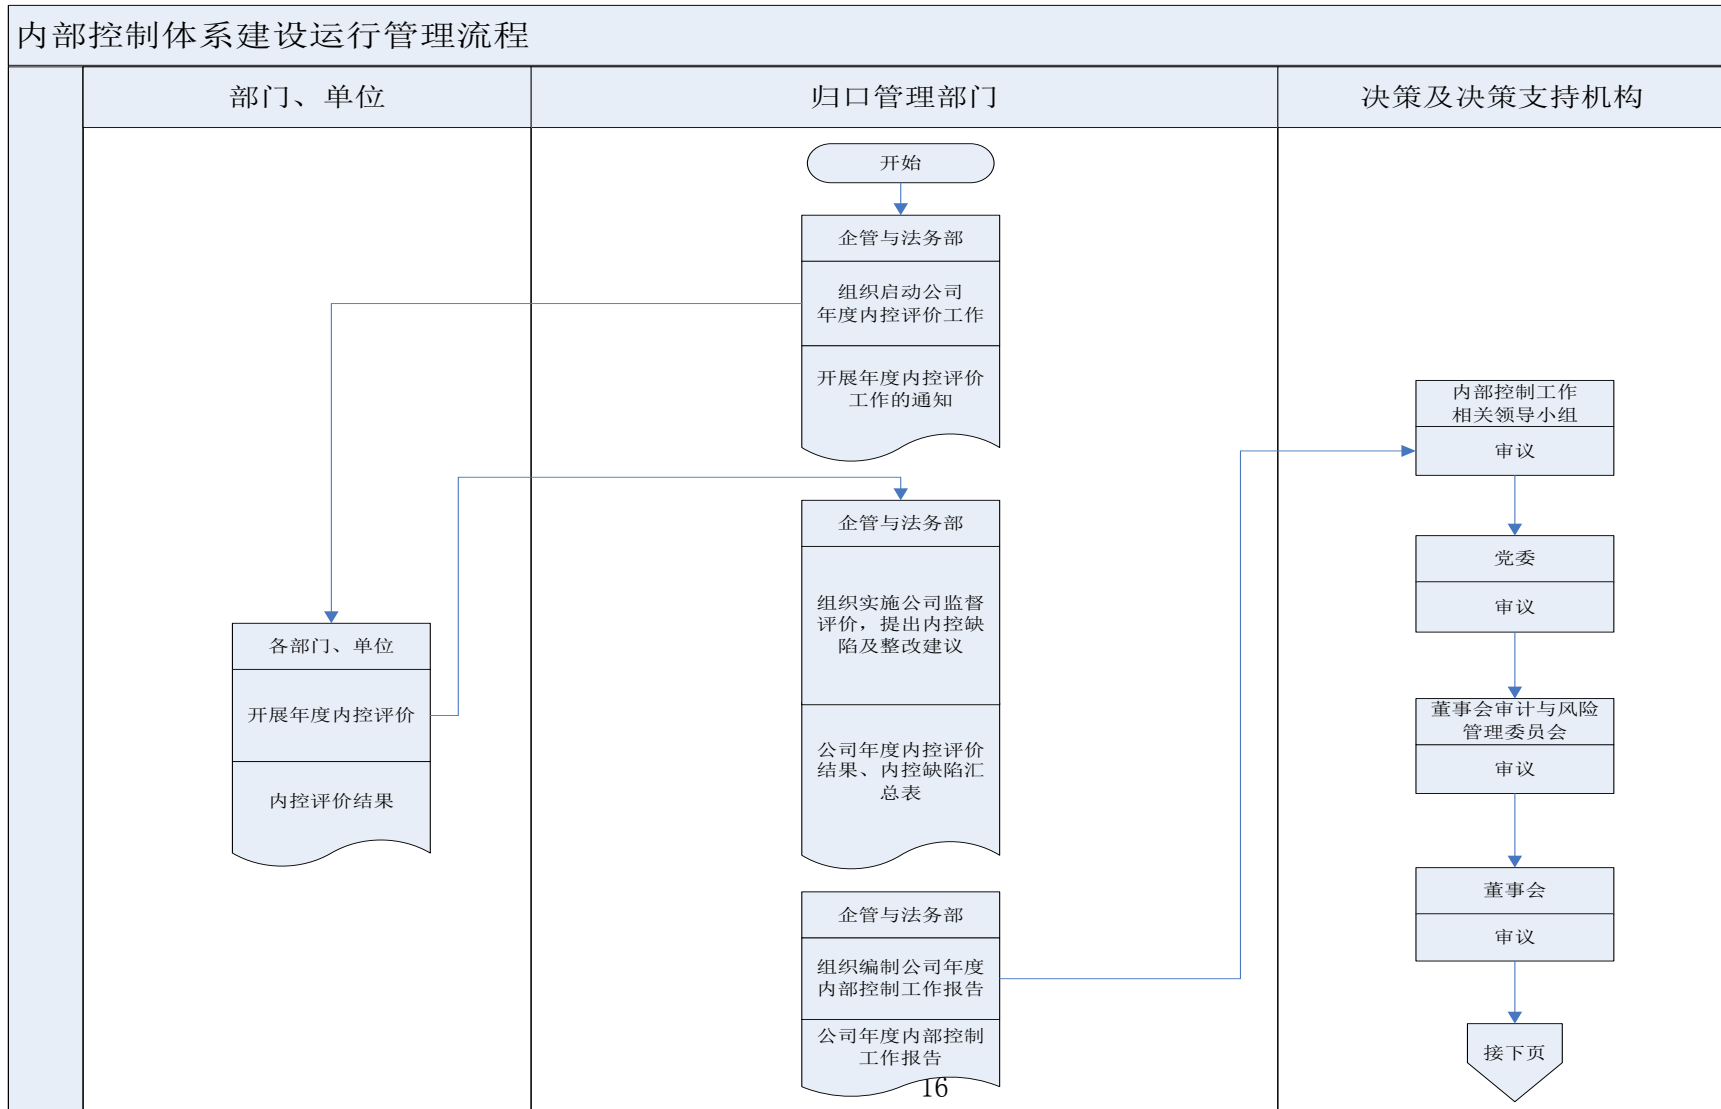 内部控制体系建设运行管理流程
部门、单位
归口管理部门
决策及决策支持机构
开始
企管与法务部
组织启动公司
年度内控评价工作
开展年度内控评价
工作的通知
各部门、单位
开展年度内控评价
内控评价结果
企管与法务部
组织实施公司监督
评价，提出内控缺
陷及整改建议
公司年度内控评价
结果、内控缺陷汇
总表
企管与法务部
组织编制公司年度
内部控制工作报告
公司年度内部控制
工作报告
内部控制工作
相关领导小组
审议
党委
审议
董事会审计与风险
管理委员会
审议
董事会
审议
接下页
16